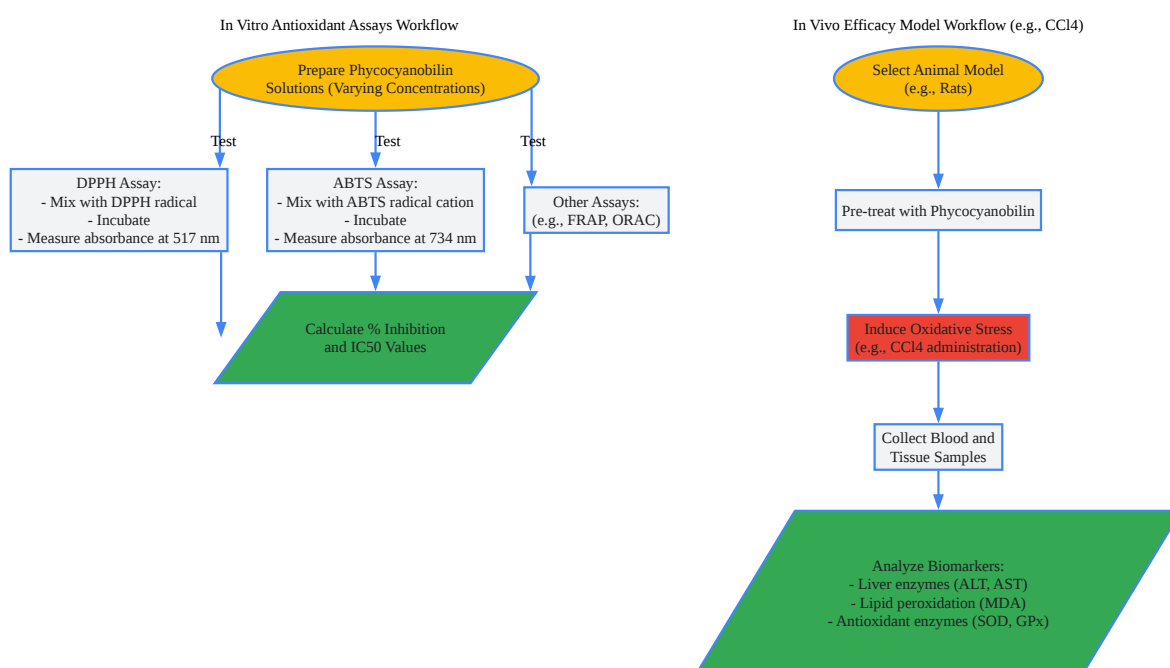 In Vitro Antioxidant Assays Workflow
Prepare Phycocyanobilin
Solutions (Varying Concentrations)
Test
Test
Test
DPPH Assay:
- Mix with DPPH radical
- Incubate
- Measure absorbance at 517 nm
ABTS Assay:
- Mix with ABTS radical cation
- Incubate
- Measure absorbance at 734 nm
Other Assays:
(e.g., FRAP, ORAC)
Calculate % Inhibition
and IC50 Values
In Vivo Efficacy Model Workflow (e.g., CCl4)
Select Animal Model
(e.g., Rats)
Pre-treat with Phycocyanobilin
Induce Oxidative Stress
(e.g., CCl4 administration)
Collect Blood and
Tissue Samples
Analyze Biomarkers:
- Liver enzymes (ALT, AST)
- Lipid peroxidation (MDA)
- Antioxidant enzymes (SOD, GPx)